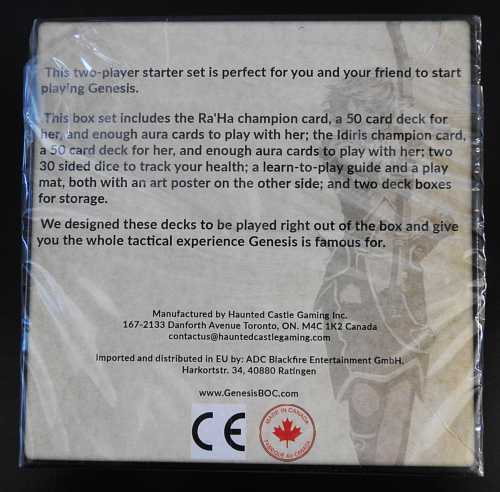 This two-player starter set is perfect for you and your friend to start
playing Genesis.
This box set includes the Ra'Ha champion card, a 50 card deck for
her, and enough aura cards to play with her; the Idiris champion card,
a 50 card deck for her, and enough aura cards to play with her; two
30 sided dice to track your health; a learn-to-play guide and a play
mat, both with an art poster on the other side; and two deck boxes
for storage.
We designed these decks to be played right out of the box and give
you the whole tactical experience Genesis is famous for.
Manufactured by Haunted Castle Gaming Inc.
167-2133 Danforth Avenue Toronto, ON. M4C 1K2 Canada
contactus@hauntedcastlegaming.com
Imported and distributed in EU by: ADC Blackfire Entertainment GmbH.
Harkortstr. 34, 40880 Ratingen
www.GenesisBOC.com
CE
MADE IN CANADA
FABRIQUÉ AU CANADA